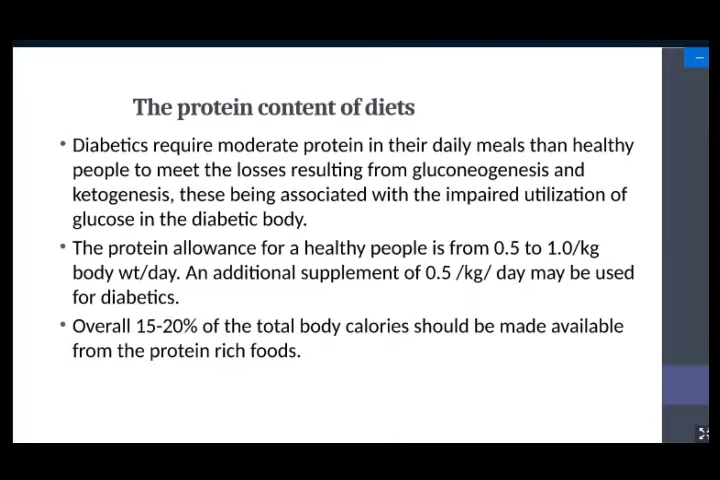 The protein content of diets
• Diabetics require moderate protein in their daily meals than healthy
people to meet the losses resulting from gluconeogenesis and
ketogenesis, these being associated with the impaired utilization of
glucose in the diabetic body.
• The protein allowance for a healthy people is from 0.5 to 1.0/kg
body wt/day. An additional supplement of 0.5 /kg/ day may be used
for diabetics.
• Overall 15-20% of the total body calories should be made available
from the protein rich foods.